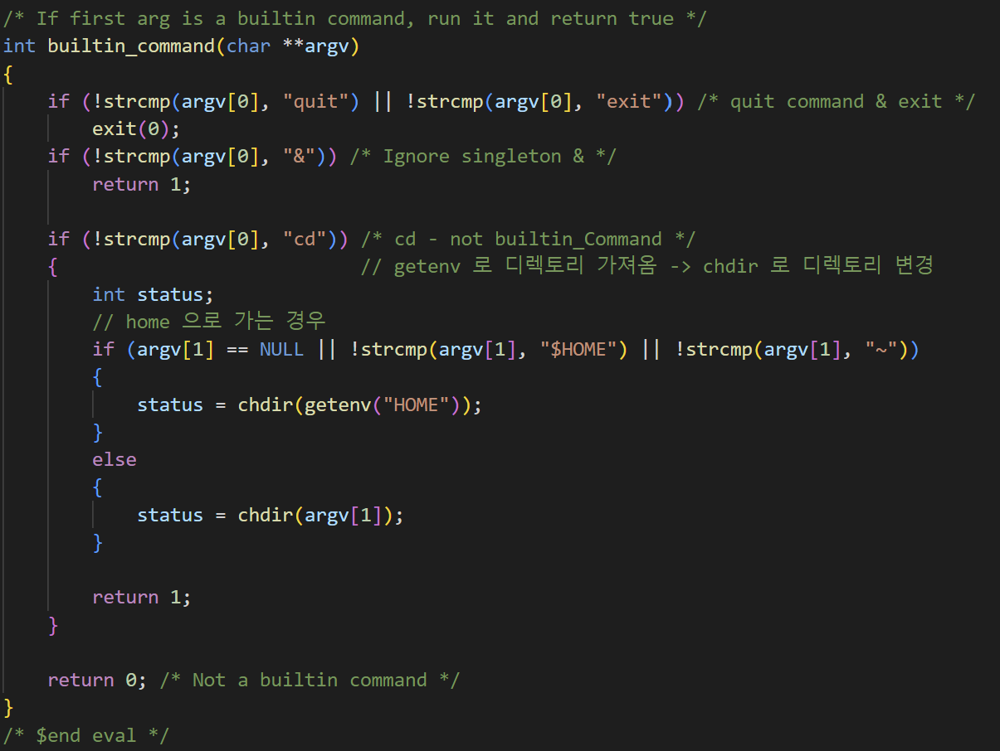 /* If first arg is a builtin command, run it and return true */
int builtin_command(char **argv)
{
    if (!strcmp(argv[0], "quit") || !strcmp(argv[0], "exit")) /* quit command & exit */
        exit(0);
    if (!strcmp(argv[0], "&")) /* Ignore singleton & */
        return 1;

    if (!strcmp(argv[0], "cd")) /* cd - not builtin_Command */
    {                           // getenv 로 디렉토리 가져옴 -> chdir 로 디렉토리 변경
        int status;
        // home 으로 가는 경우
        if (argv[1] == NULL || !strcmp(argv[1], "$HOME") || !strcmp(argv[1], "~"))
        {
            status = chdir(getenv("HOME"));
        }
        else
        {
            status = chdir(argv[1]);
        }

        return 1;
    }

    return 0; /* Not a builtin command */
}
/* $end eval */